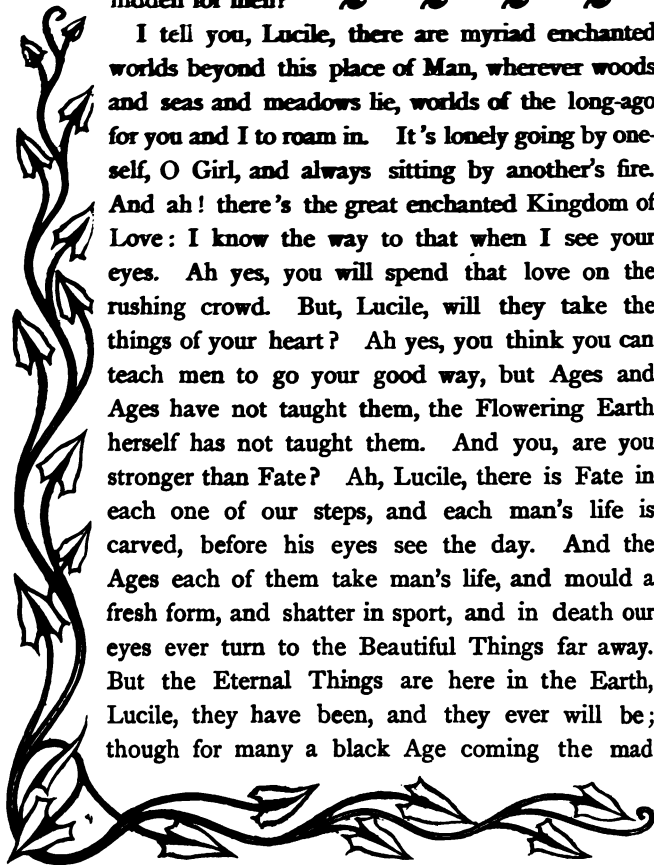 hidden for men?
I tell you, Lucile, there are myriad enchanted
worlds beyond this place of Man, wherever woods
and seas and meadows lie, worlds of the long-ago
for you and I to roam in. It's lonely going by one-
self, O Girl, and always sitting by another's fire.
And ah! there's the great enchanted Kingdom of
Love: I know the way to that when I see your
eyes. Ah yes, you will spend that love on the
rushing crowd. But, Lucile, will they take the
things of your heart? Ah yes, you think you can
teach men to go your good way, but Ages and
Ages have not taught them, the Flowering Earth
herself has not taught them. And you, are you
stronger than Fate? Ah, Lucile, there is Fate in
each one of our steps, and each man's life is
carved, before his eyes see the day. And the
Ages each of them take man's life, and mould a
fresh form, and shatter in sport, and in death our
eyes ever turn to the Beautiful Things far away.
But the Eternal Things are here in the Earth,
Lucile, they have been, and they ever will be;
though for many a black Age coming the mad